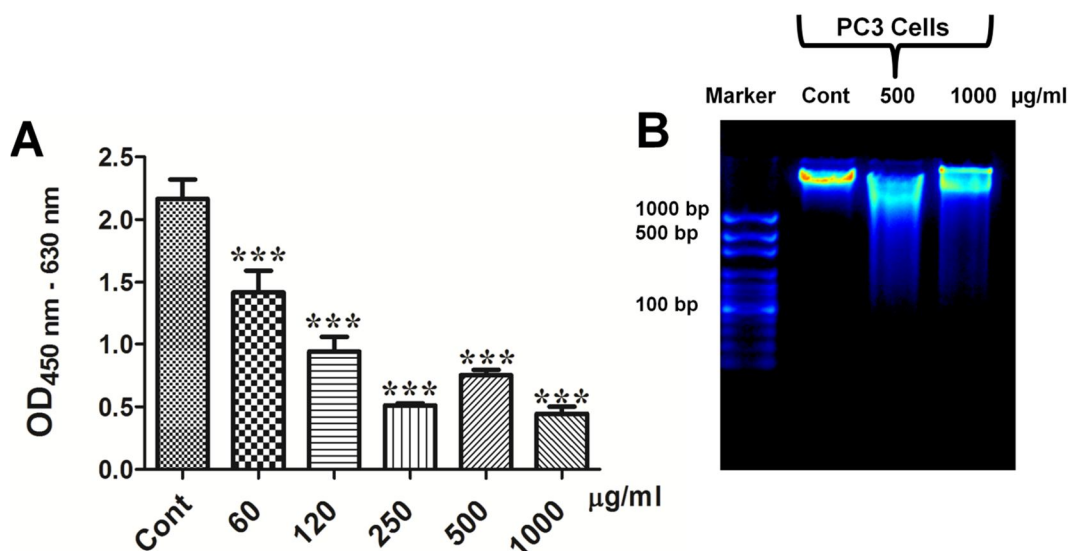 A
OD450 nm - 630 nm
2.5
2.0
1.5
1.0
0.5
0.0
***
***
***
***
***
Cont
60
120
250
500
1000
µg/ml
B
PC3 Cells
Marker Cont 500 1000 µg/ml
1000 bp
500 bp
100 bp